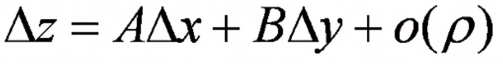 Δz = AΔx + BΔy + o(ρ)